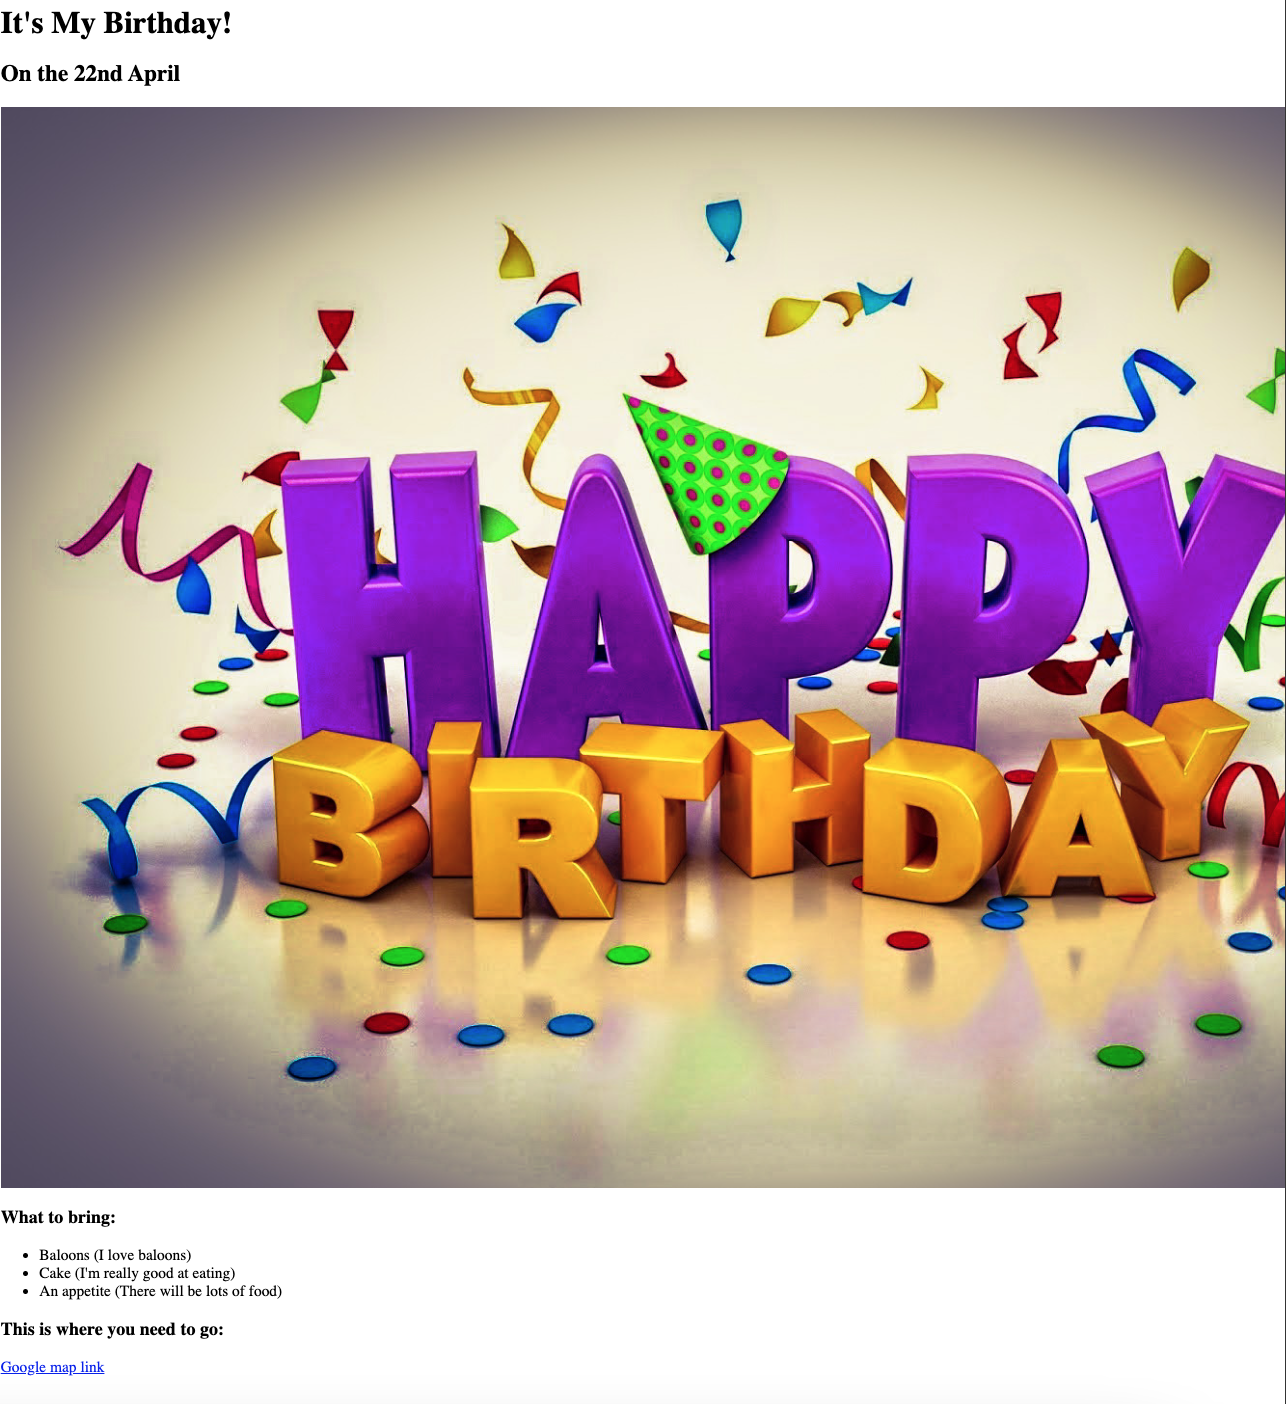 It's My Birthday!
On the 22nd April
HAPPY
BIRTHDAY
What to bring:
Baloons (I love baloons)
Cake (I'm really good at eating)
An appetite (There will be lots of food)
This is where you need to go:
Google map link